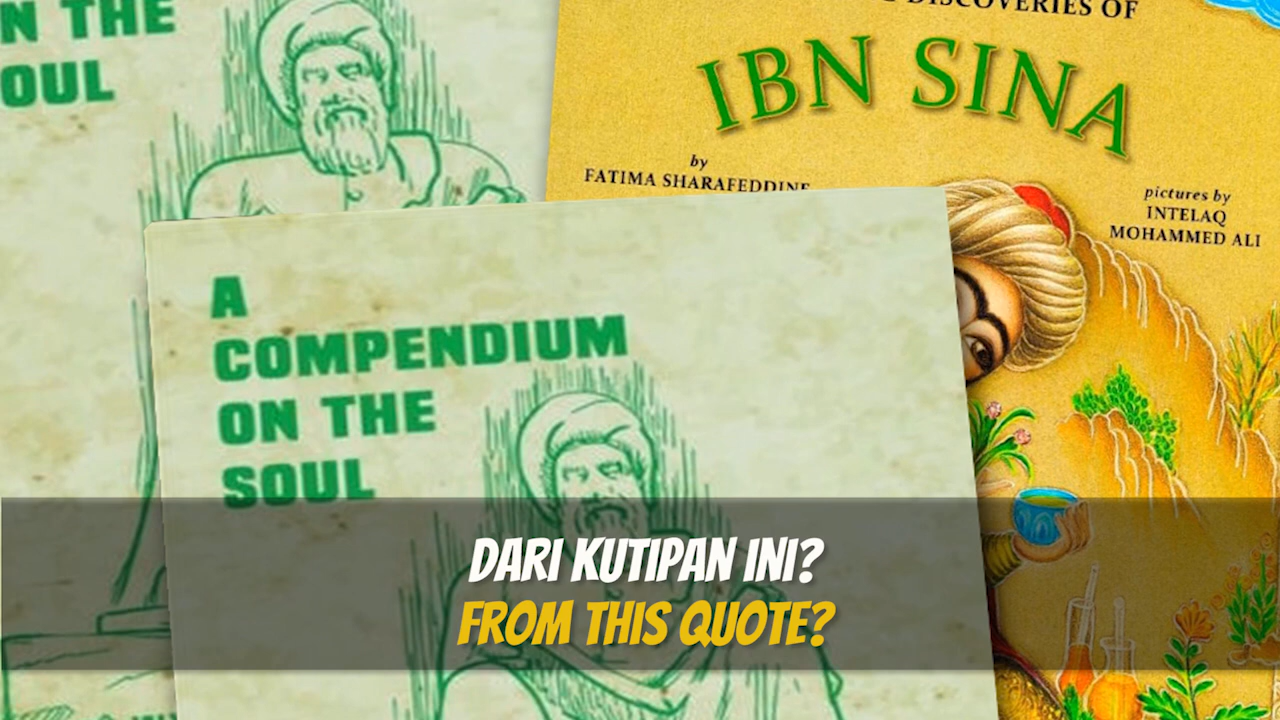 N THE
OUL
DISCOVERIES OF
IBN SINA
by
FATIMA SHARAFEDDINE
pictures by
INTELAQ
MOHAMMED ALI
A
COMPENDIUM
ON THE
SOUL
DARI KUTIPAN INI?
FROM THIS QUOTE?